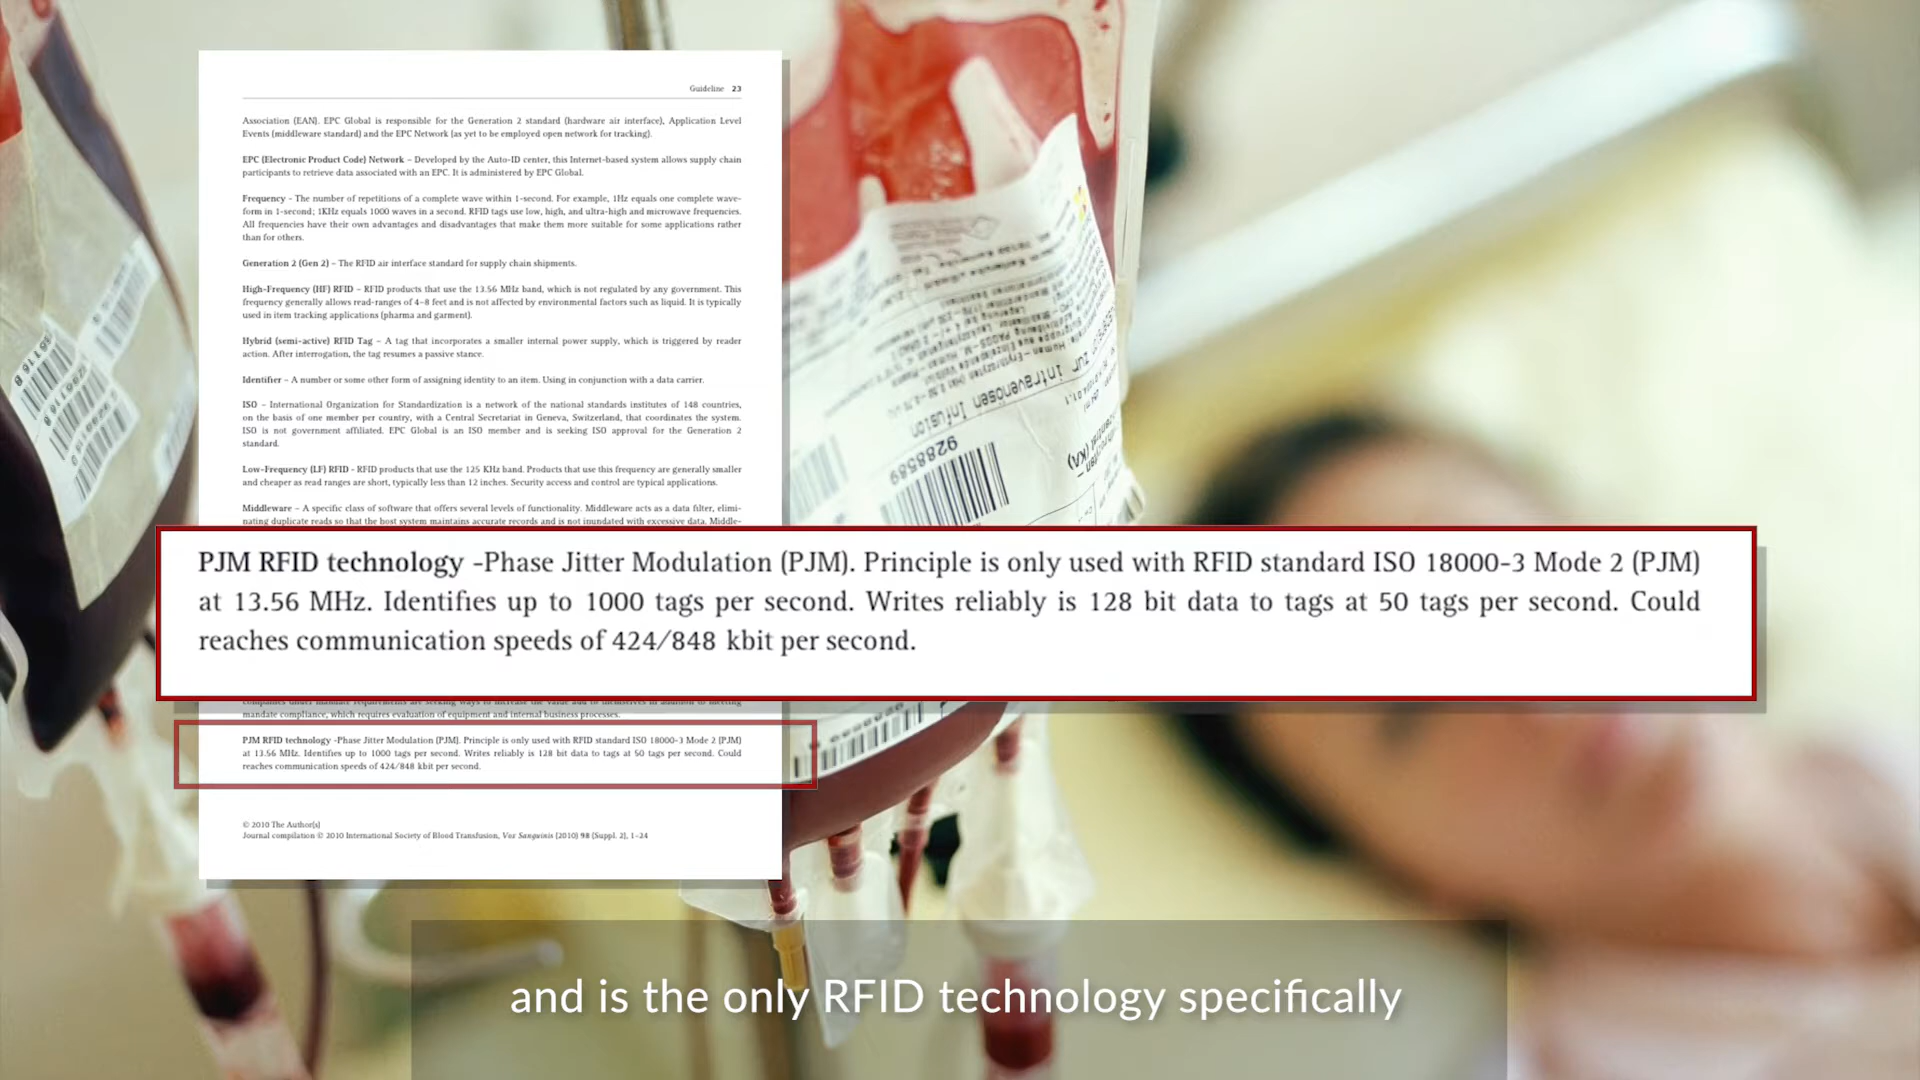 Guideline 23
Association (EAN). EPC Global is responsible for the Generation 2 standard (hardware air interface), Application Level
Events (middleware standard) and the EPC Network (as yet to be employed open network for tracking).
EPC (Electronic Product Code) Network – Developed by the Auto-ID center, this Internet-based system allows supply chain
participants to retrieve data associated with an EPC. It is administered by EPC Global.
Frequency - The number of repetitions of a complete wave within 1-second. For example, 1Hz equals one complete wave-
form in 1-second; 1KHz equals 1000 waves in a second. RFID tags use low, high, and ultra-high and microwave frequencies.
All frequencies have their own advantages and disadvantages that make them more suitable for some applications rather
than for others.
Generation 2 (Gen 2) – The RFID air interface standard for supply chain shipments.
High-Frequency (HF) RFID – RFID products that use the 13.56 MHz band, which is not regulated by any government. This
frequency generally allows read-ranges of 4–8 feet and is not affected by environmental factors such as liquid. It is typically
used in item tracking applications (pharma and garment).
Hybrid (semi-active) RFID Tag – A tag that incorporates a smaller internal power supply, which is triggered by reader
action. After interrogation, the tag resumes a passive stance.
Identifier – A number or some other form of assigning identity to an item. Using in conjunction with a data carrier.
ISO – International Organization for Standardization is a network of the national standards institutes of 148 countries,
on the basis of one member per country, with a Central Secretariat in Geneva, Switzerland, that coordinates the system.
ISO is not government affiliated. EPC Global is an ISO member and is seeking ISO approval for the Generation 2
standard.
Low-Frequency (LF) RFID - RFID products that use the 125 KHz band. Products that use this frequency are generally smaller
and cheaper as read ranges are short, typically less than 12 inches. Security access and control are typical applications.
Middleware – A specific class of software that offers several levels of functionality. Middleware acts as a data filter, elimi-
nating duplicate reads so that the host system maintains accurate records and is not inundated with excessive data. Middle-
PJM RFID technology -Phase Jitter Modulation (PJM). Principle is only used with RFID standard ISO 18000-3 Mode 2 (PJM)
at 13.56 MHz. Identifies up to 1000 tags per second. Writes reliably is 128 bit data to tags at 50 tags per second. Could
reaches communication speeds of 424/848 kbit per second.
companies under mandate requirements are seeking ways to increase the value add to themselves in addition to meeting
mandate compliance, which requires evaluation of equipment and internal business processes.
PJM RFID technology -Phase Jitter Modulation (PJM). Principle is only used with RFID standard ISO 18000-3 Mode 2 (PJM)
at 13.56 MHz. Identifies up to 1000 tags per second. Writes reliably is 128 bit data to tags at 50 tags per second. Could
reaches communication speeds of 424/848 kbit per second.
© 2010 The Author(s)
Journal compilation © 2010 International Society of Blood Transfusion, Vox Sanguinis (2010) 98 (Suppl. 2), 1–24
zur intravenösen Infusion
9288589
and is the only RFID technology specifically